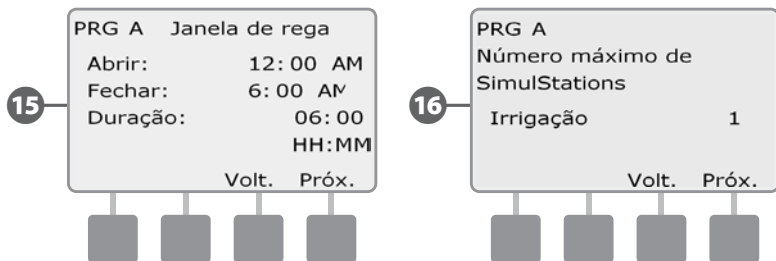 15
PRG A Janela de rega
Abrir: 12:00 AM
Fechar: 6:00 AM
Duração: 06:00
HH:MM
Volt. Próx.
16
PRG A
Número máximo de
SimulStations
Irrigação 1
Volt. Próx.